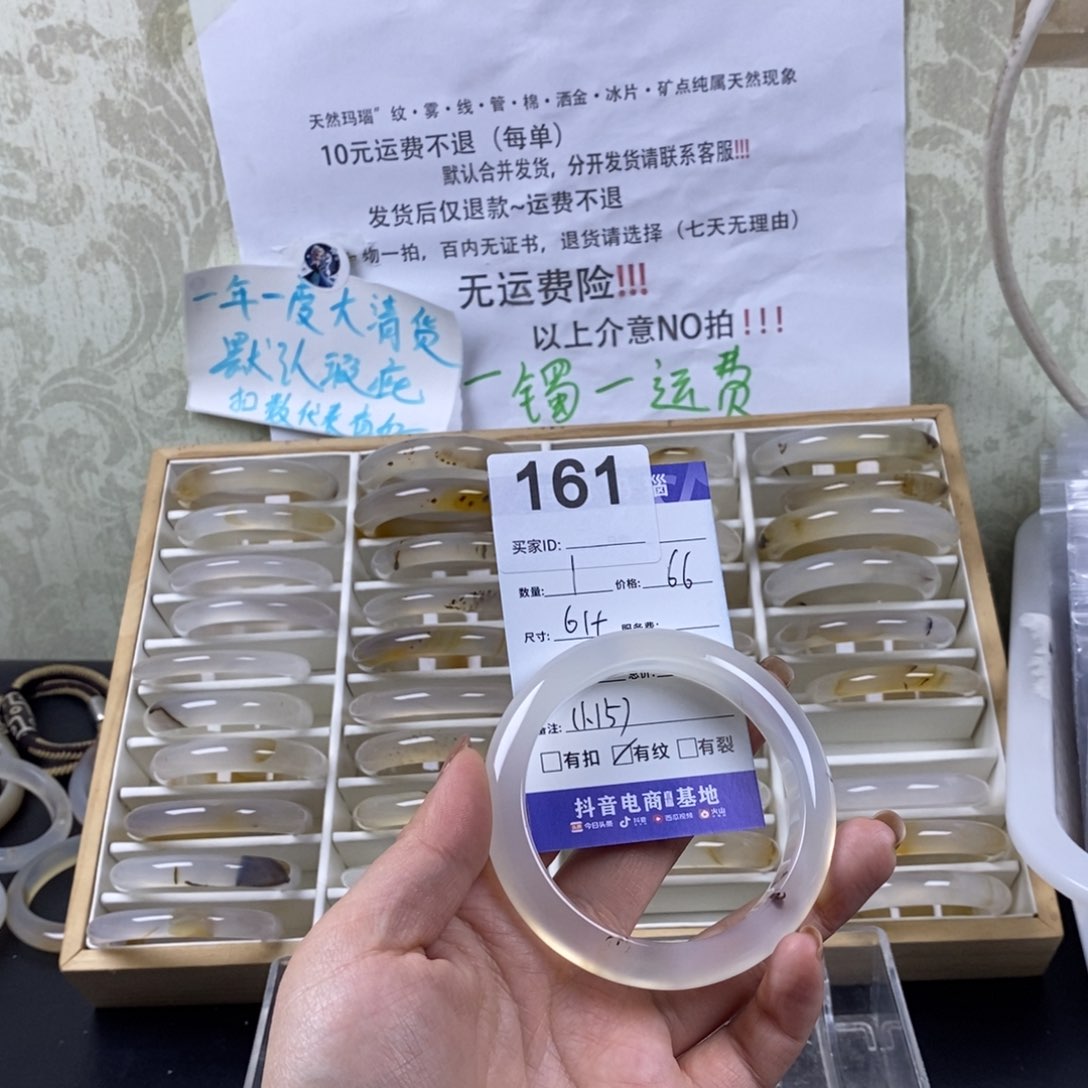 天然玛瑙”纹·雾·线·管·棉·洒金·冰片·矿点纯属天然现象
10元运费不退（每单）
默认合并发货，分开发货请联系客服!!!
发货后仅退款~运费不退
物一拍，百内无证书，退货请选择（七天无理由）
无运费险!!!
以上介意NO拍!!!
一镯一运费
一年一度大清货
默认瑕疵
161
买家ID:
数量: 1 价格: 66
尺寸: 61+
总价:
注: (1.15)
□有扣 ☑有纹 □有裂
抖音电商直播基地
今日头条 抖音 西瓜视频 火山